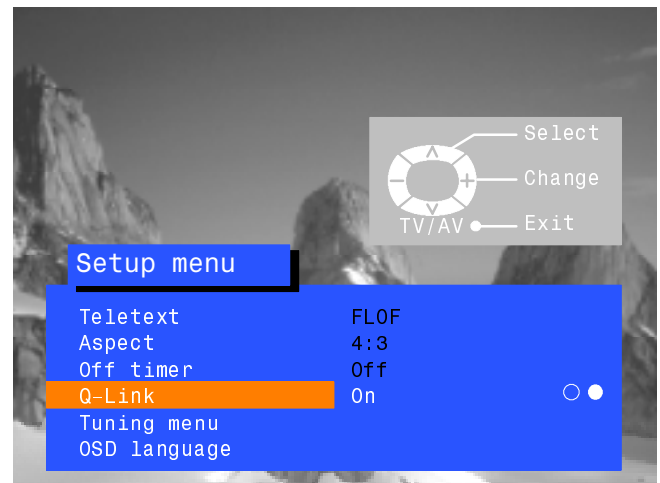 Select
Change
TV/AV Exit
Setup menu
Teletext FLOF
Aspect 4:3
Off timer Off
Q-Link On
Tuning menu
OSD language